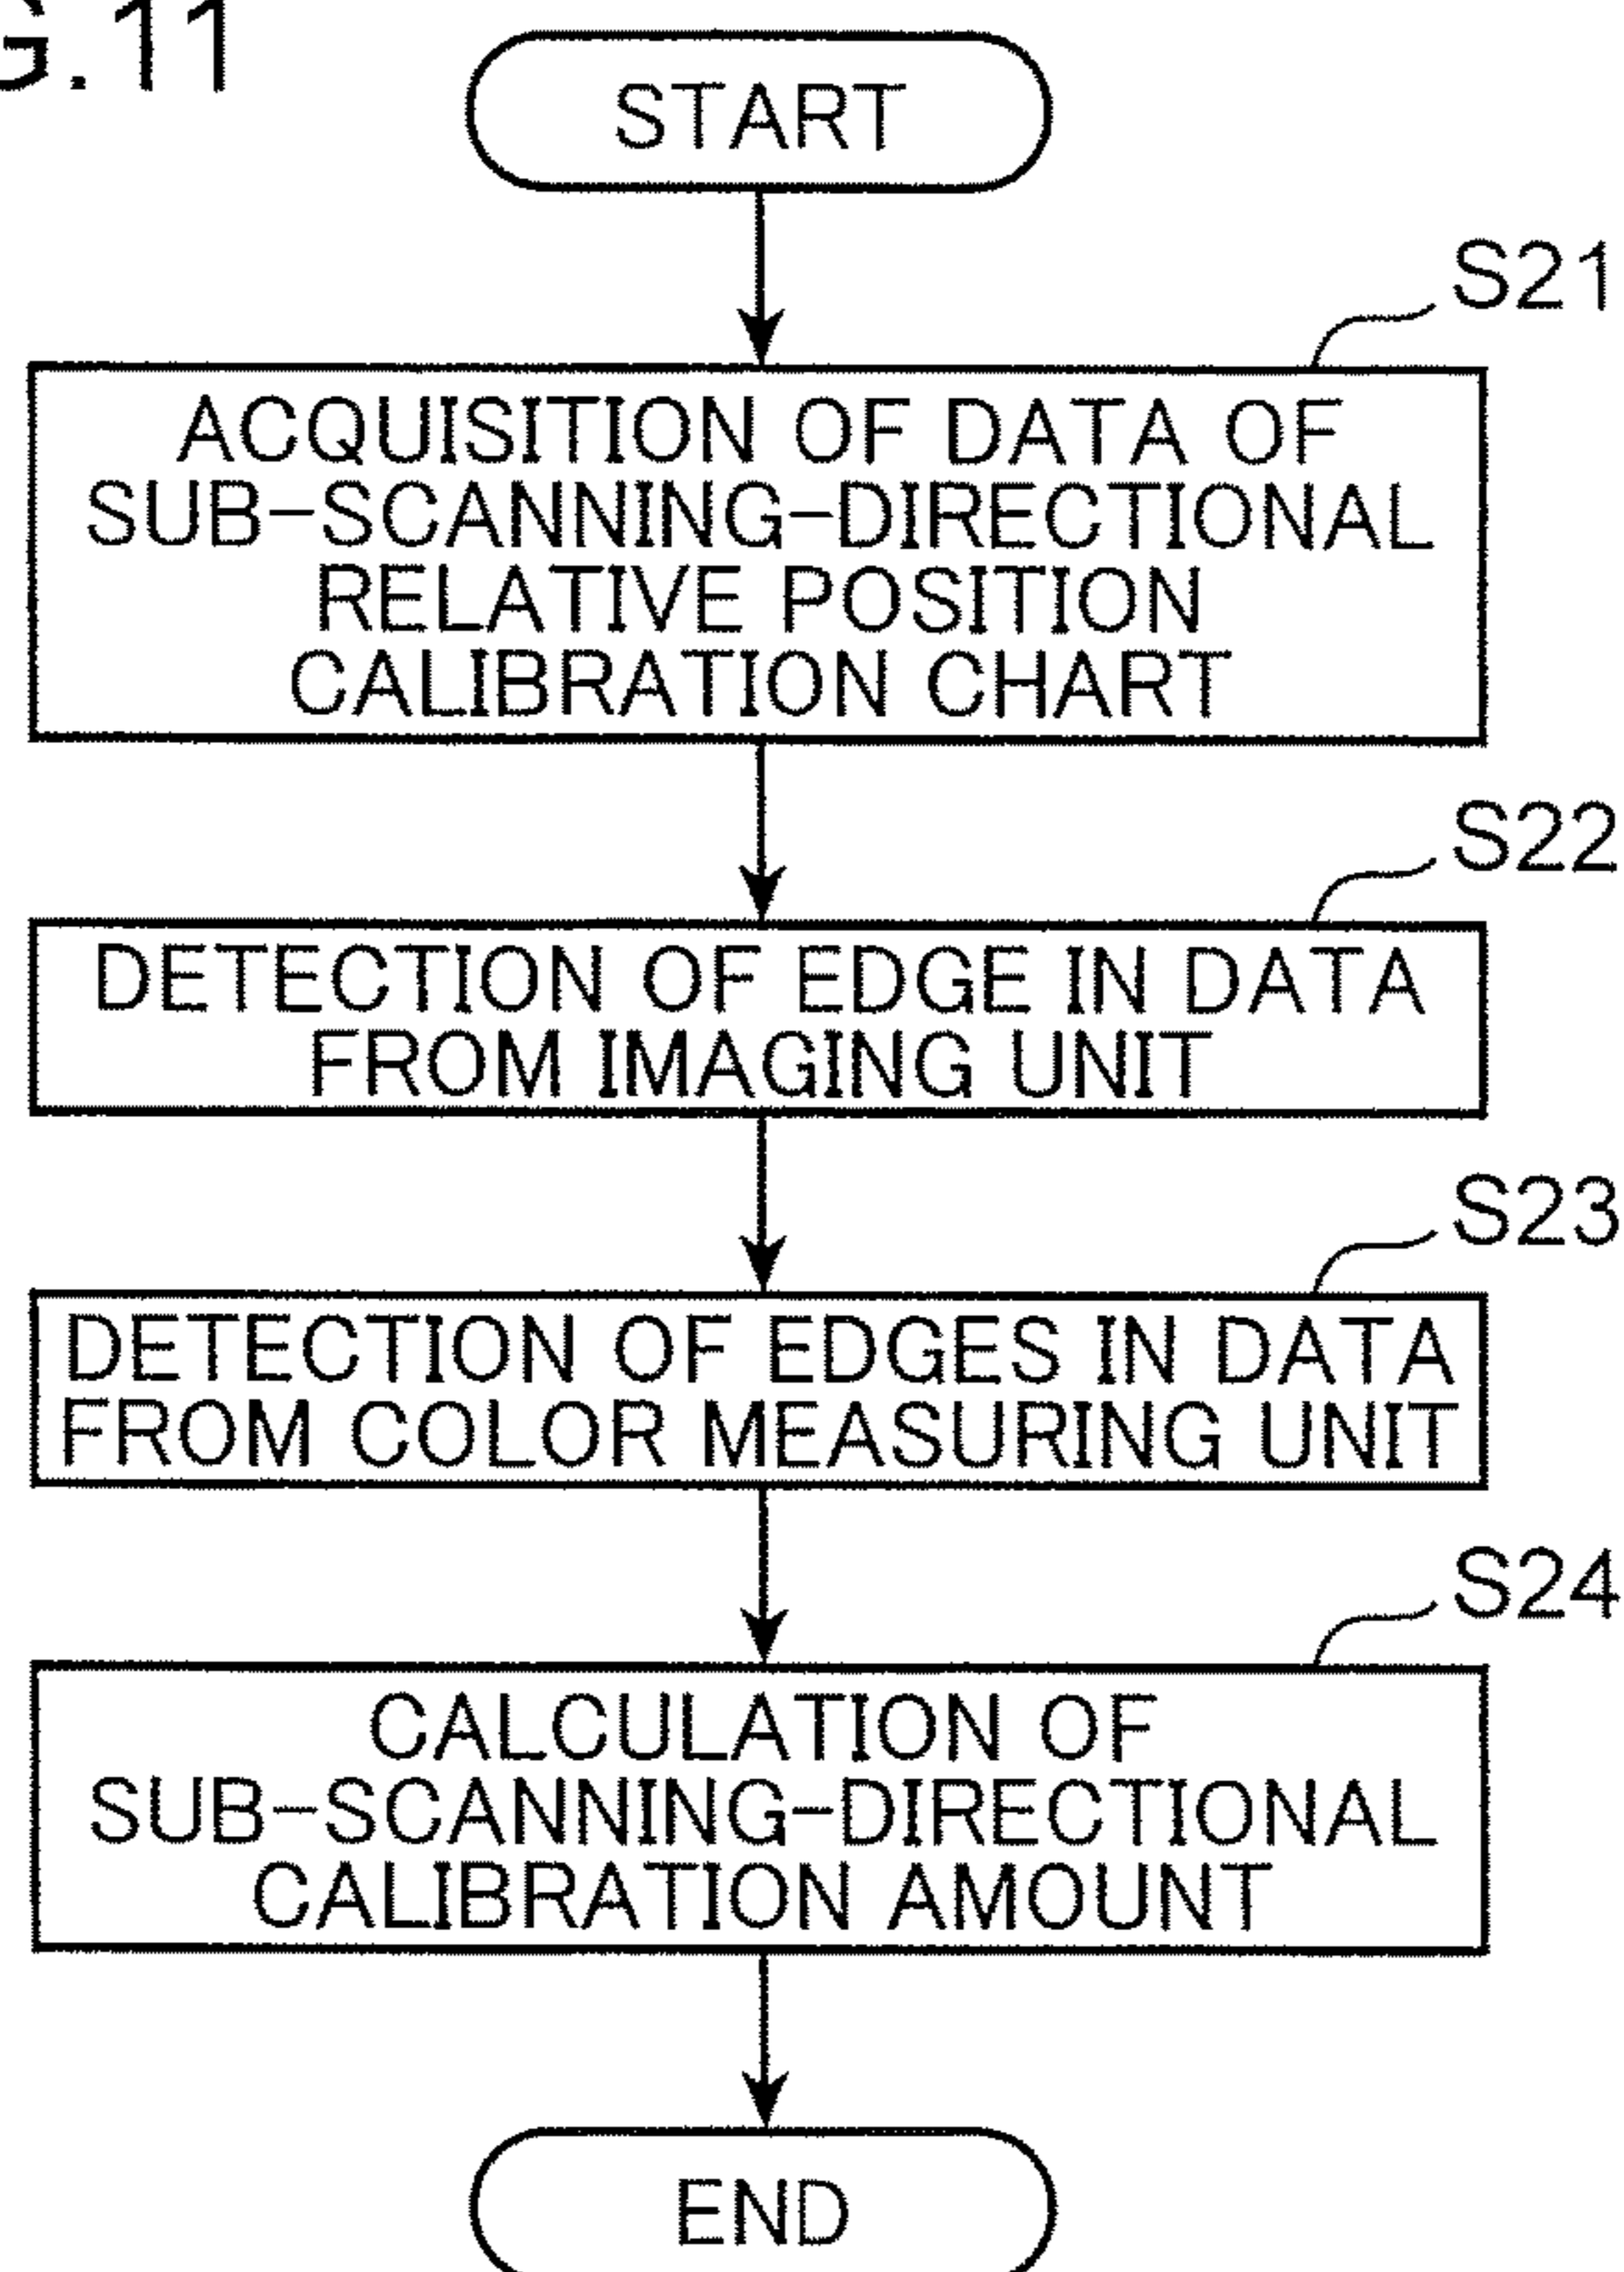 G.11
START
S21
ACQUISITION OF DATA OF
SUB-SCANNING-DIRECTIONAL
RELATIVE POSITION
CALIBRATION CHART
S22
DETECTION OF EDGE IN DATA
FROM IMAGING UNIT
S23
DETECTION OF EDGES IN DATA
FROM COLOR MEASURING UNIT
S24
CALCULATION OF
SUB-SCANNING-DIRECTIONAL
CALIBRATION AMOUNT
END